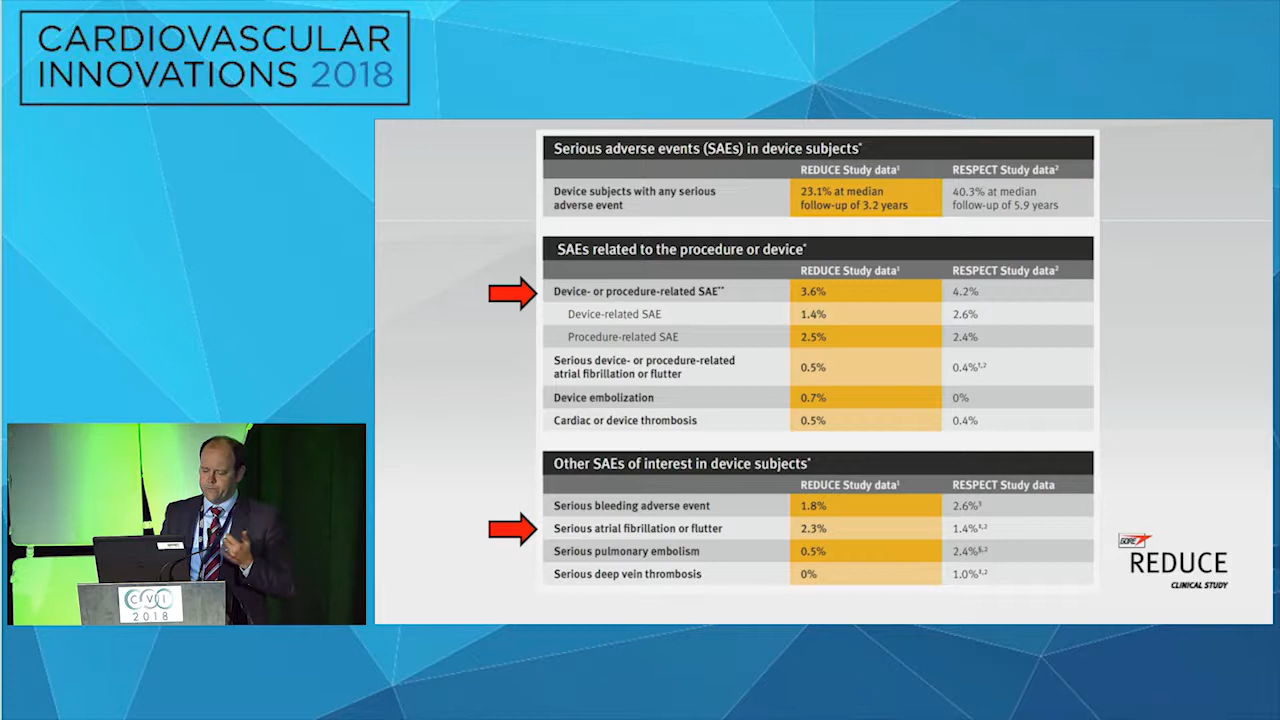 CARDIOVASCULAR
INNOVATIONS 2018
Serious adverse events (SAEs) in device subjects*
REDUCE Study data¹ RESPECT Study data²
Device subjects with any serious
adverse event
23.1% at median
follow-up of 3.2 years
40.3% at median
follow-up of 5.9 years
SAEs related to the procedure or device*
REDUCE Study data¹ RESPECT Study data²
Device- or procedure-related SAE** 3.6% 4.2%
Device-related SAE 1.4% 2.6%
Procedure-related SAE 2.5% 2.4%
Serious device- or procedure-related
atrial fibrillation or flutter
0.5% 0.4%†,²
Device embolization 0.7% 0%
Cardiac or device thrombosis 0.5% 0.4%
Other SAEs of interest in device subjects*
REDUCE Study data¹ RESPECT Study data
Serious bleeding adverse event 1.8% 2.6%³
Serious atrial fibrillation or flutter 2.3% 1.4%‡,²
Serious pulmonary embolism 0.5% 2.4%§,²
Serious deep vein thrombosis 0% 1.0%‡,²
GORE
REDUCE
CLINICAL STUDY
CVI
2018